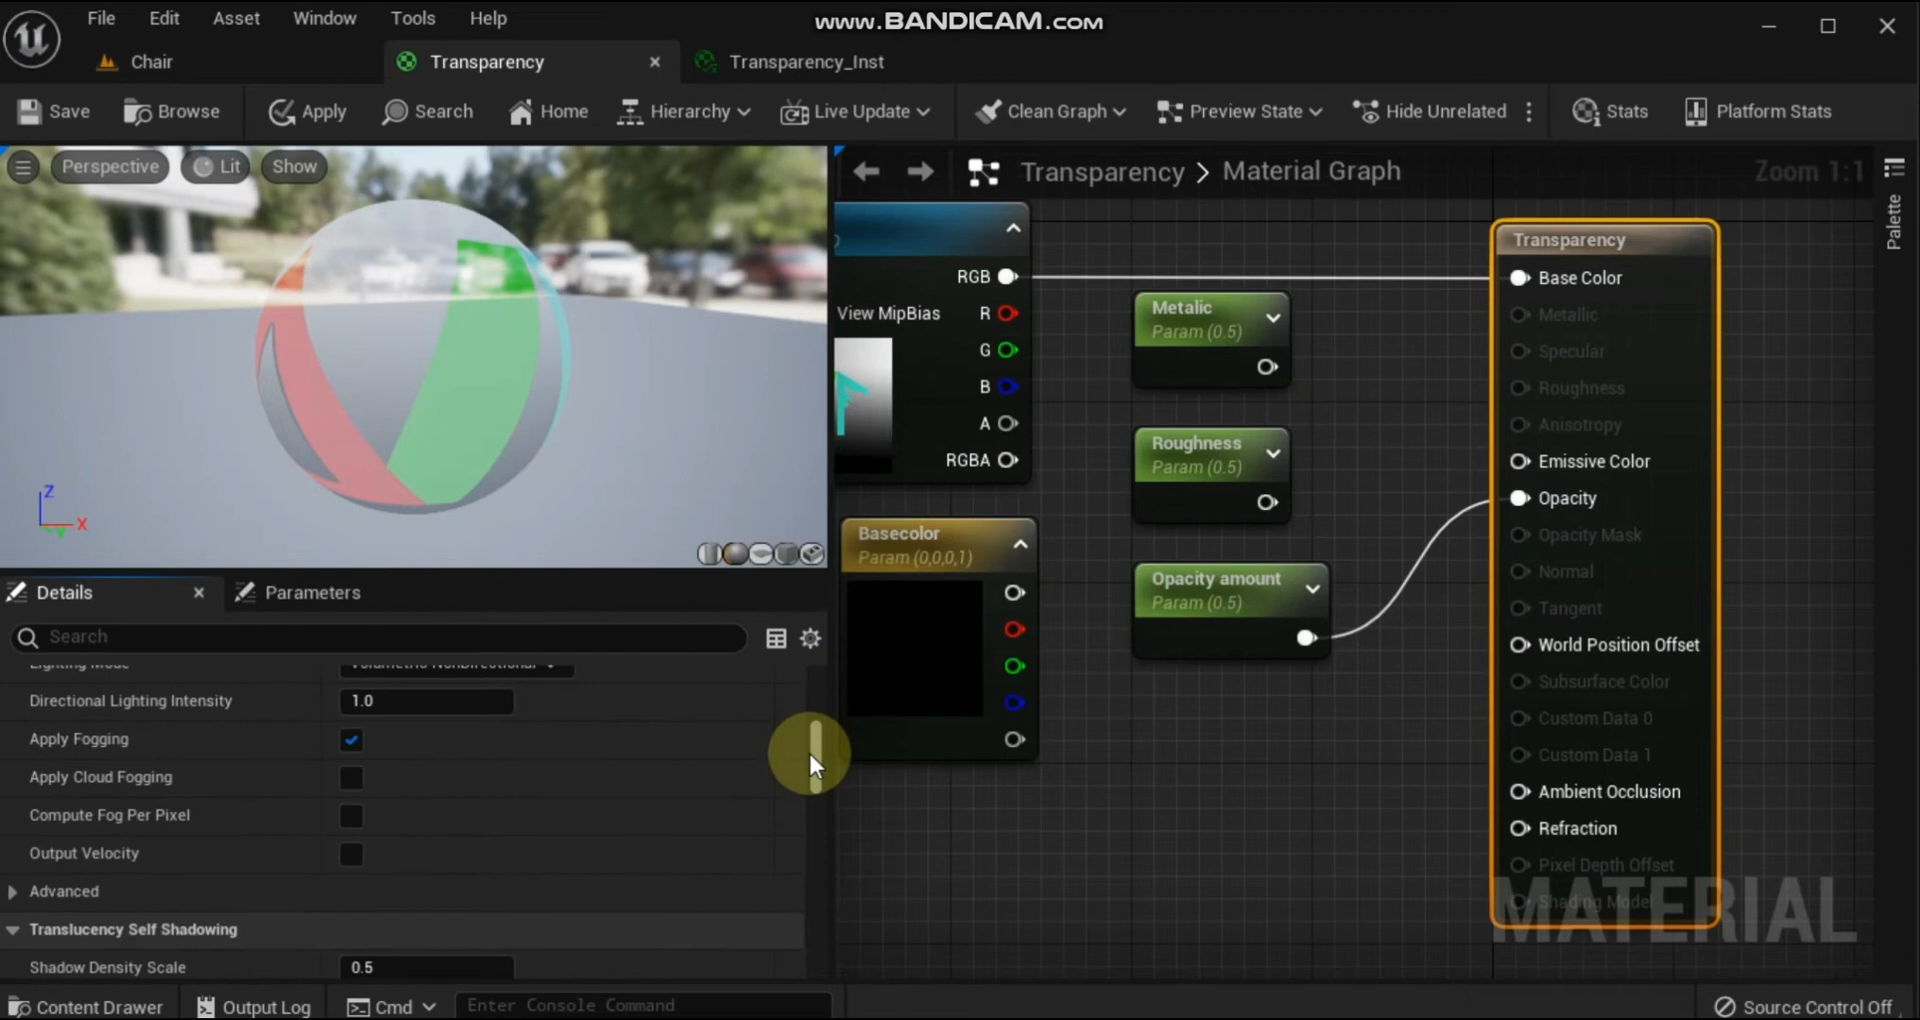 File Edit Asset Window Tools Help
www.BANDICAM.com
Chair
Transparency
Transparency_Inst
Save Browse Apply Search Home Hierarchy Live Update Clean Graph Preview State Hide Unrelated Stats Platform Stats
Perspective Lit Show
Transparency > Material Graph
Zoom 1:1
Palette
RGB
View MipBias R
G
B
A
RGBA
Basecolor
Param (0,0,0,1)
Metalic
Param (0.5)
Roughness
Param (0.5)
Opacity amount
Param (0.5)
Transparency
Base Color
Metallic
Specular
Roughness
Anisotropy
Emissive Color
Opacity
Opacity Mask
Normal
Tangent
World Position Offset
Subsurface Color
Custom Data 0
Custom Data 1
Ambient Occlusion
Refraction
Pixel Depth Offset
Shading Model
MATERIAL
Z
X
Y
Details
Parameters
Search
Lighting Mode Volumetric NonDirectional
Directional Lighting Intensity 1.0
Apply Fogging
Apply Cloud Fogging
Compute Fog Per Pixel
Output Velocity
Advanced
Translucency Self Shadowing
Shadow Density Scale 0.5
Content Drawer Output Log Cmd Enter Console Command Source Control Off